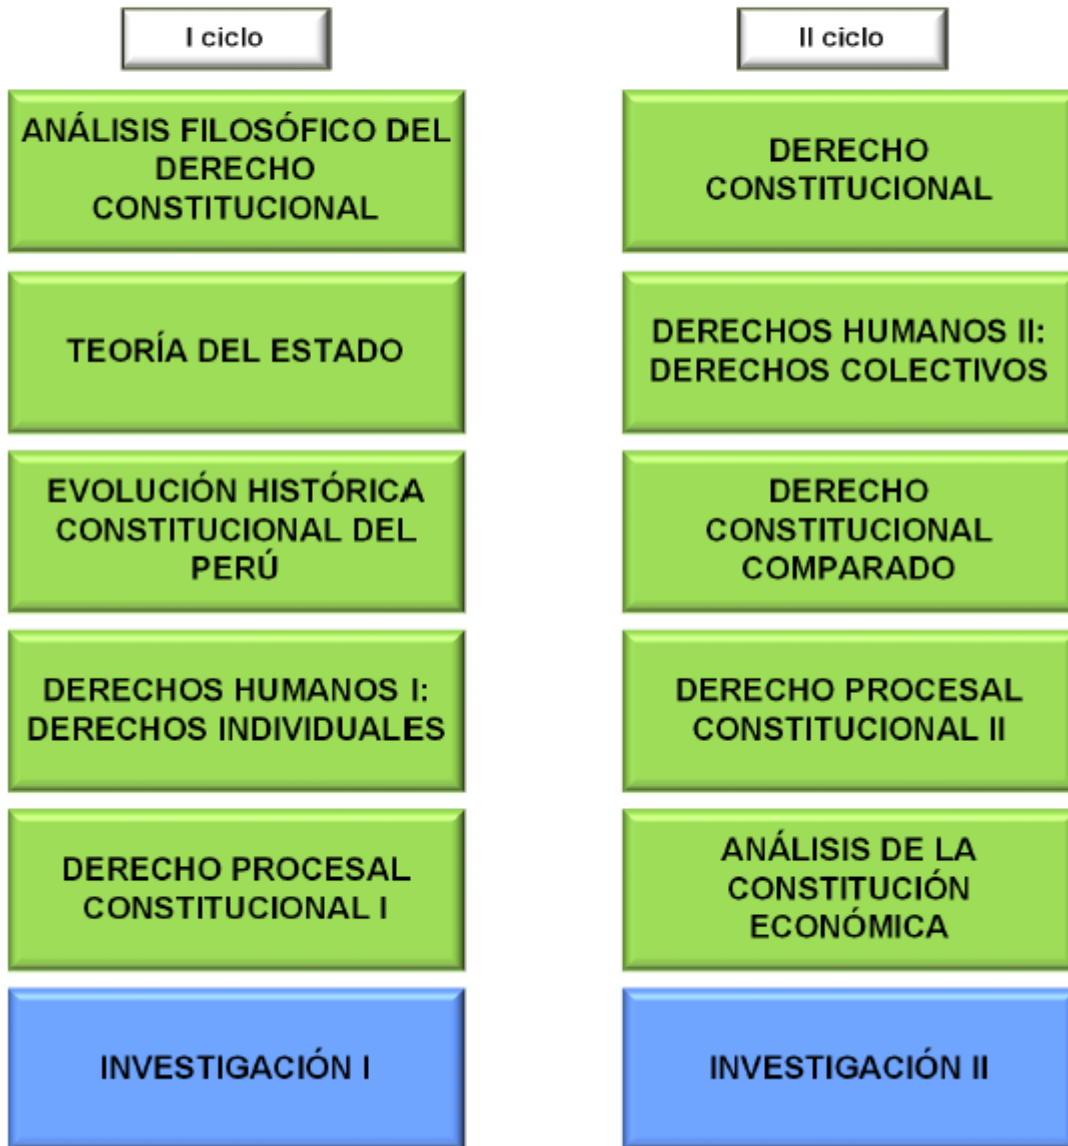 I ciclo
ANÁLISIS FILOSÓFICO DEL
DERECHO
CONSTITUCIONAL
TEORÍA DEL ESTADO
EVOLUCIÓN HISTÓRICA
CONSTITUCIONAL DEL
PERÚ
DERECHOS HUMANOS I:
DERECHOS INDIVIDUALES
DERECHO PROCESAL
CONSTITUCIONAL I
INVESTIGACIÓN I
II ciclo
DERECHO
CONSTITUCIONAL
DERECHOS HUMANOS II:
DERECHOS COLECTIVOS
DERECHO
CONSTITUCIONAL
COMPARADO
DERECHO PROCESAL
CONSTITUCIONAL II
ANÁLISIS DE LA
CONSTITUCIÓN
ECONÓMICA
INVESTIGACIÓN II